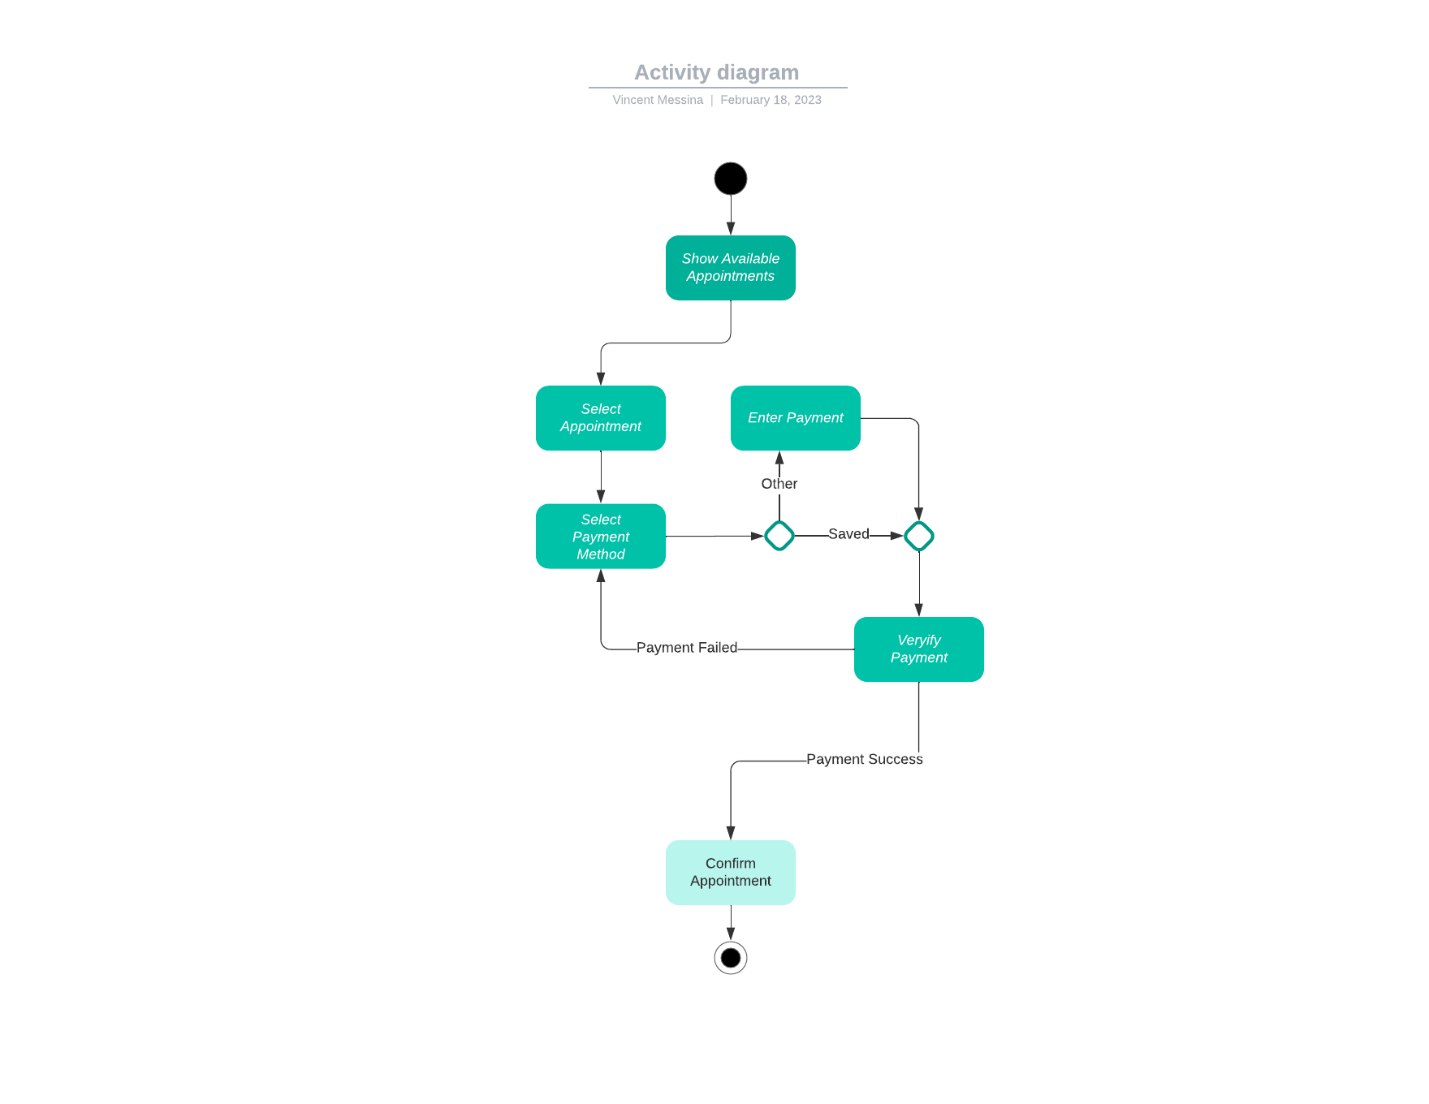 Activity diagram
Vincent Messina | February 18, 2023
Show Available
Appointments
Select
Appointment
Enter Payment
Other
Select
Payment
Method
Saved
Veryify
Payment
Payment Failed
Payment Success
Confirm
Appointment